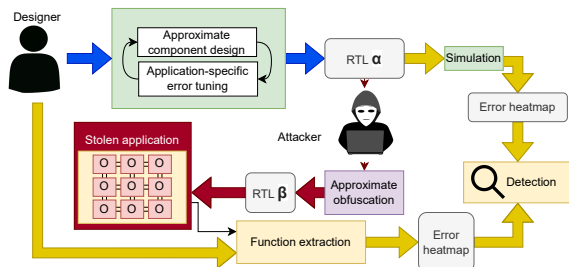 Designer
Approximate
component design
Application-specific
error tuning
RTL α
Simulation
Error heatmap
Attacker
Stolen application
O O O
O O O
O O O
RTL β
Approximate
obfuscation
Detection
Function extraction
Error
heatmap